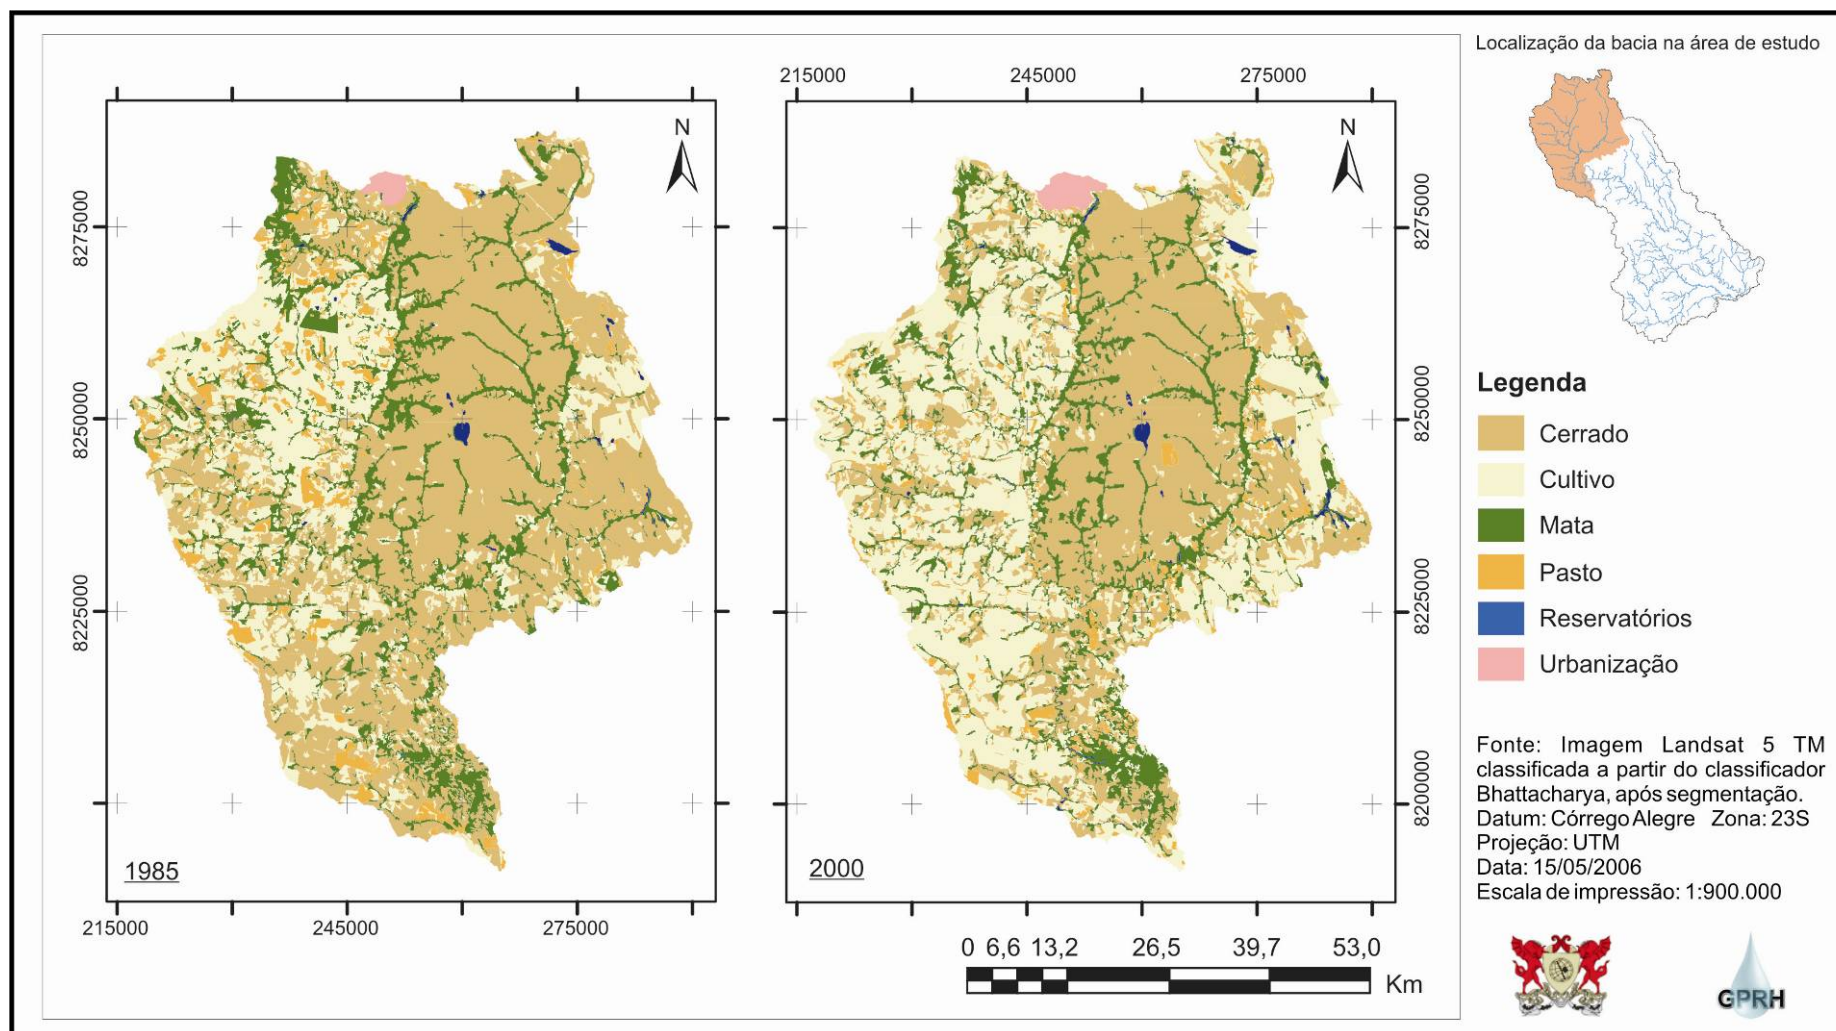 215000 245000 275000
Localização da bacia na área de estudo
N
N
8275000
8250000
8225000
8275000
8250000
8225000
8200000
1985
2000
215000 245000 275000
0 6,6 13,2 26,5 39,7 53,0
Km
Legenda
Cerrado
Cultivo
Mata
Pasto
Reservatórios
Urbanização
Fonte: Imagem Landsat 5 TM
classificada a partir do classificador
Bhattacharya, após segmentação.
Datum: Córrego Alegre Zona: 23S
Projeção: UTM
Data: 15/05/2006
Escala de impressão: 1:900.000
GPRH